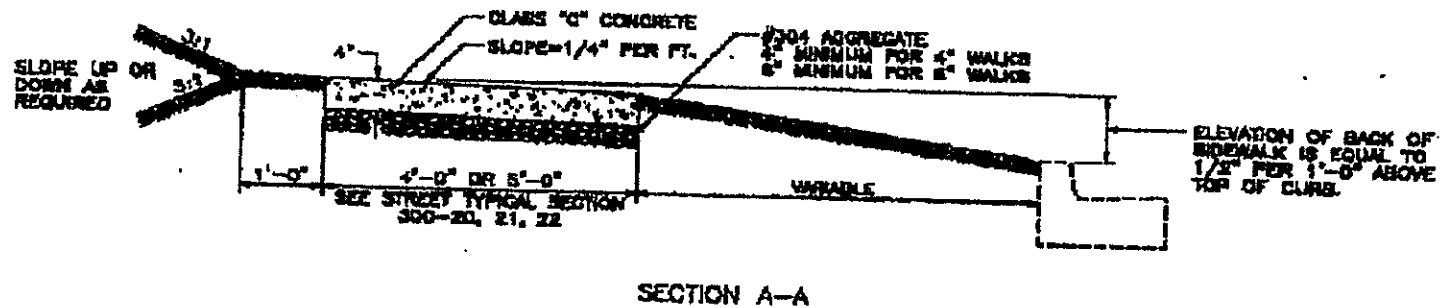 CLASS "C" CONCRETE
SLOPE=1/4" PER FT.
#304 AGGREGATE
4" MINIMUM FOR 4" WALKS
MINIMUM FOR WALKS
4"
3:1
SLOPE UP OR
DOWN AS
REQUIRED
ELEVATION OF BACK OF
SIDEWALK IS EQUAL TO
1/2" PER 1'-0" ABOVE
TOP OF CURB.
1'-0"
4'-0" OR 5'-0"
SEE STREET TYPICAL SECTION
300-20, 21, 22
VARIABLE
SECTION A-A